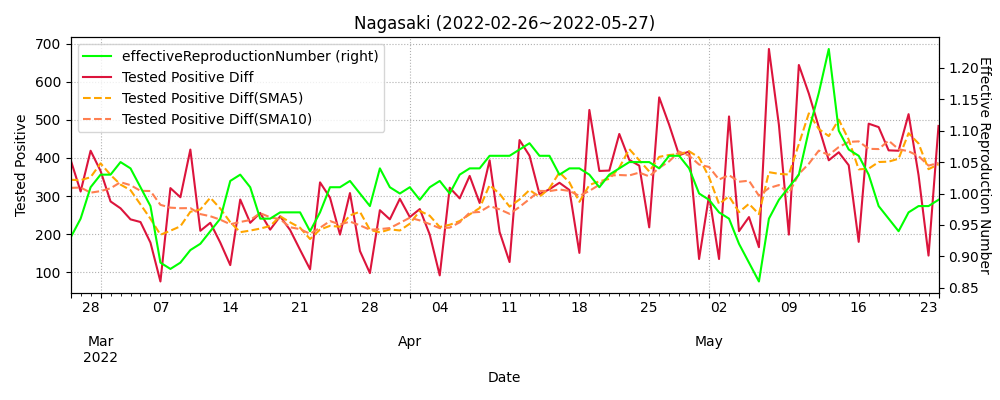 Nagasaki (2022-02-26~2022-05-27)
effectiveReproductionNumber (right)
Tested Positive Diff
Tested Positive Diff(SMA5)
Tested Positive Diff(SMA10)
Tested Positive
700
600
500
400
300
200
100
Effective Reproduction Number
1.20
1.15
1.10
1.05
1.00
0.95
0.90
0.85
28 07 14 21 28 04 11 18 25 02 09 16 23
Mar Apr May
2022
Date